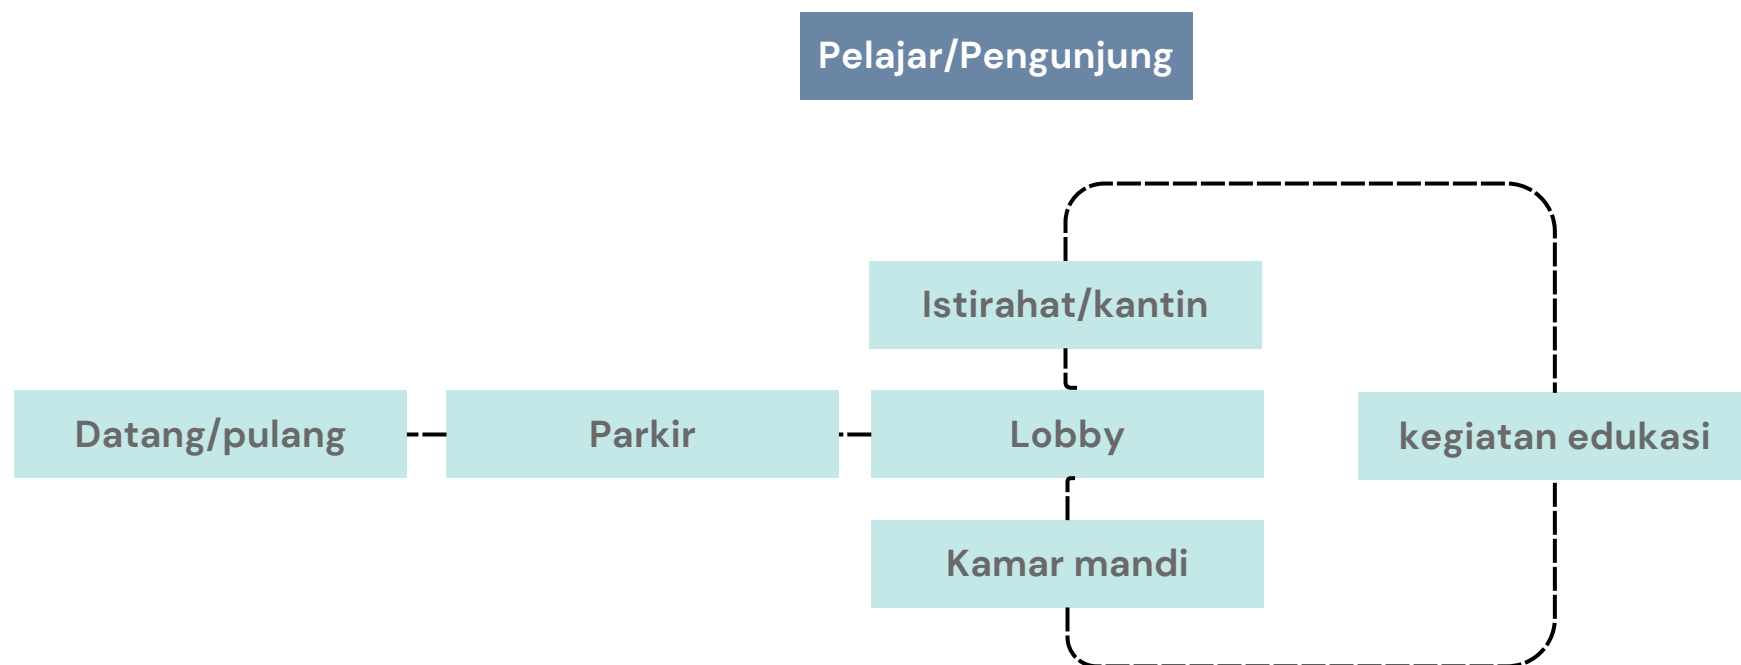 Pelajar/Pengunjung
Istirahat/kantin
Datang/pulang
Parkir
Lobby
kegiatan edukasi
Kamar mandi